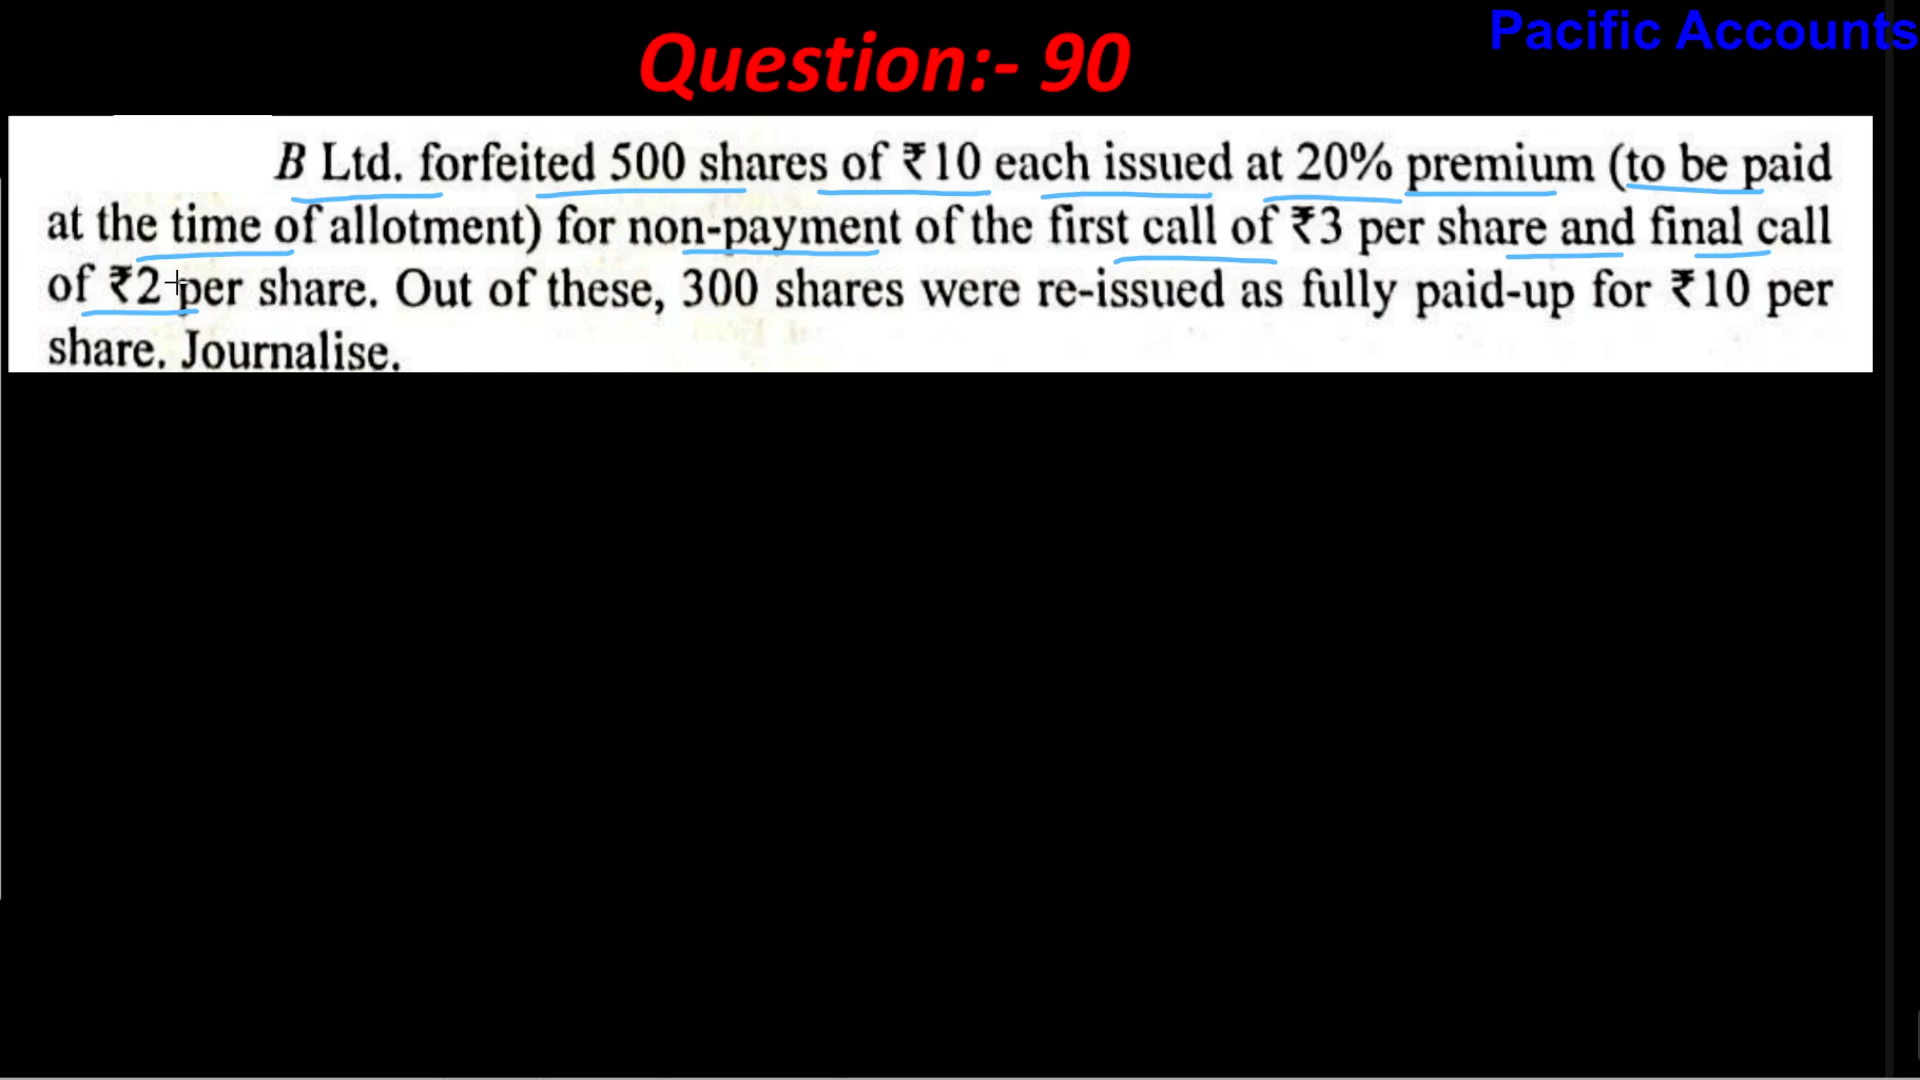 Pacific Accounts
Question:- 90
B Ltd. forfeited 500 shares of ₹10 each issued at 20% premium (to be paid
at the time of allotment) for non-payment of the first call of ₹3 per share and final call
of ₹2 per share. Out of these, 300 shares were re-issued as fully paid-up for ₹10 per
share. Journalise.